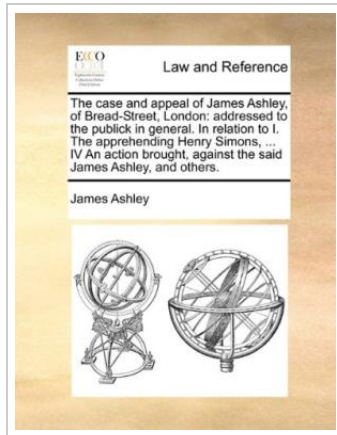 ECCO
Law and Reference
The case and appeal of James Ashley,
of Bread-Street, London: addressed to
the publick in general. In relation to I.
The apprehending Henry Simons, ...
IV An action brought, against the said
James Ashley, and others.
James Ashley